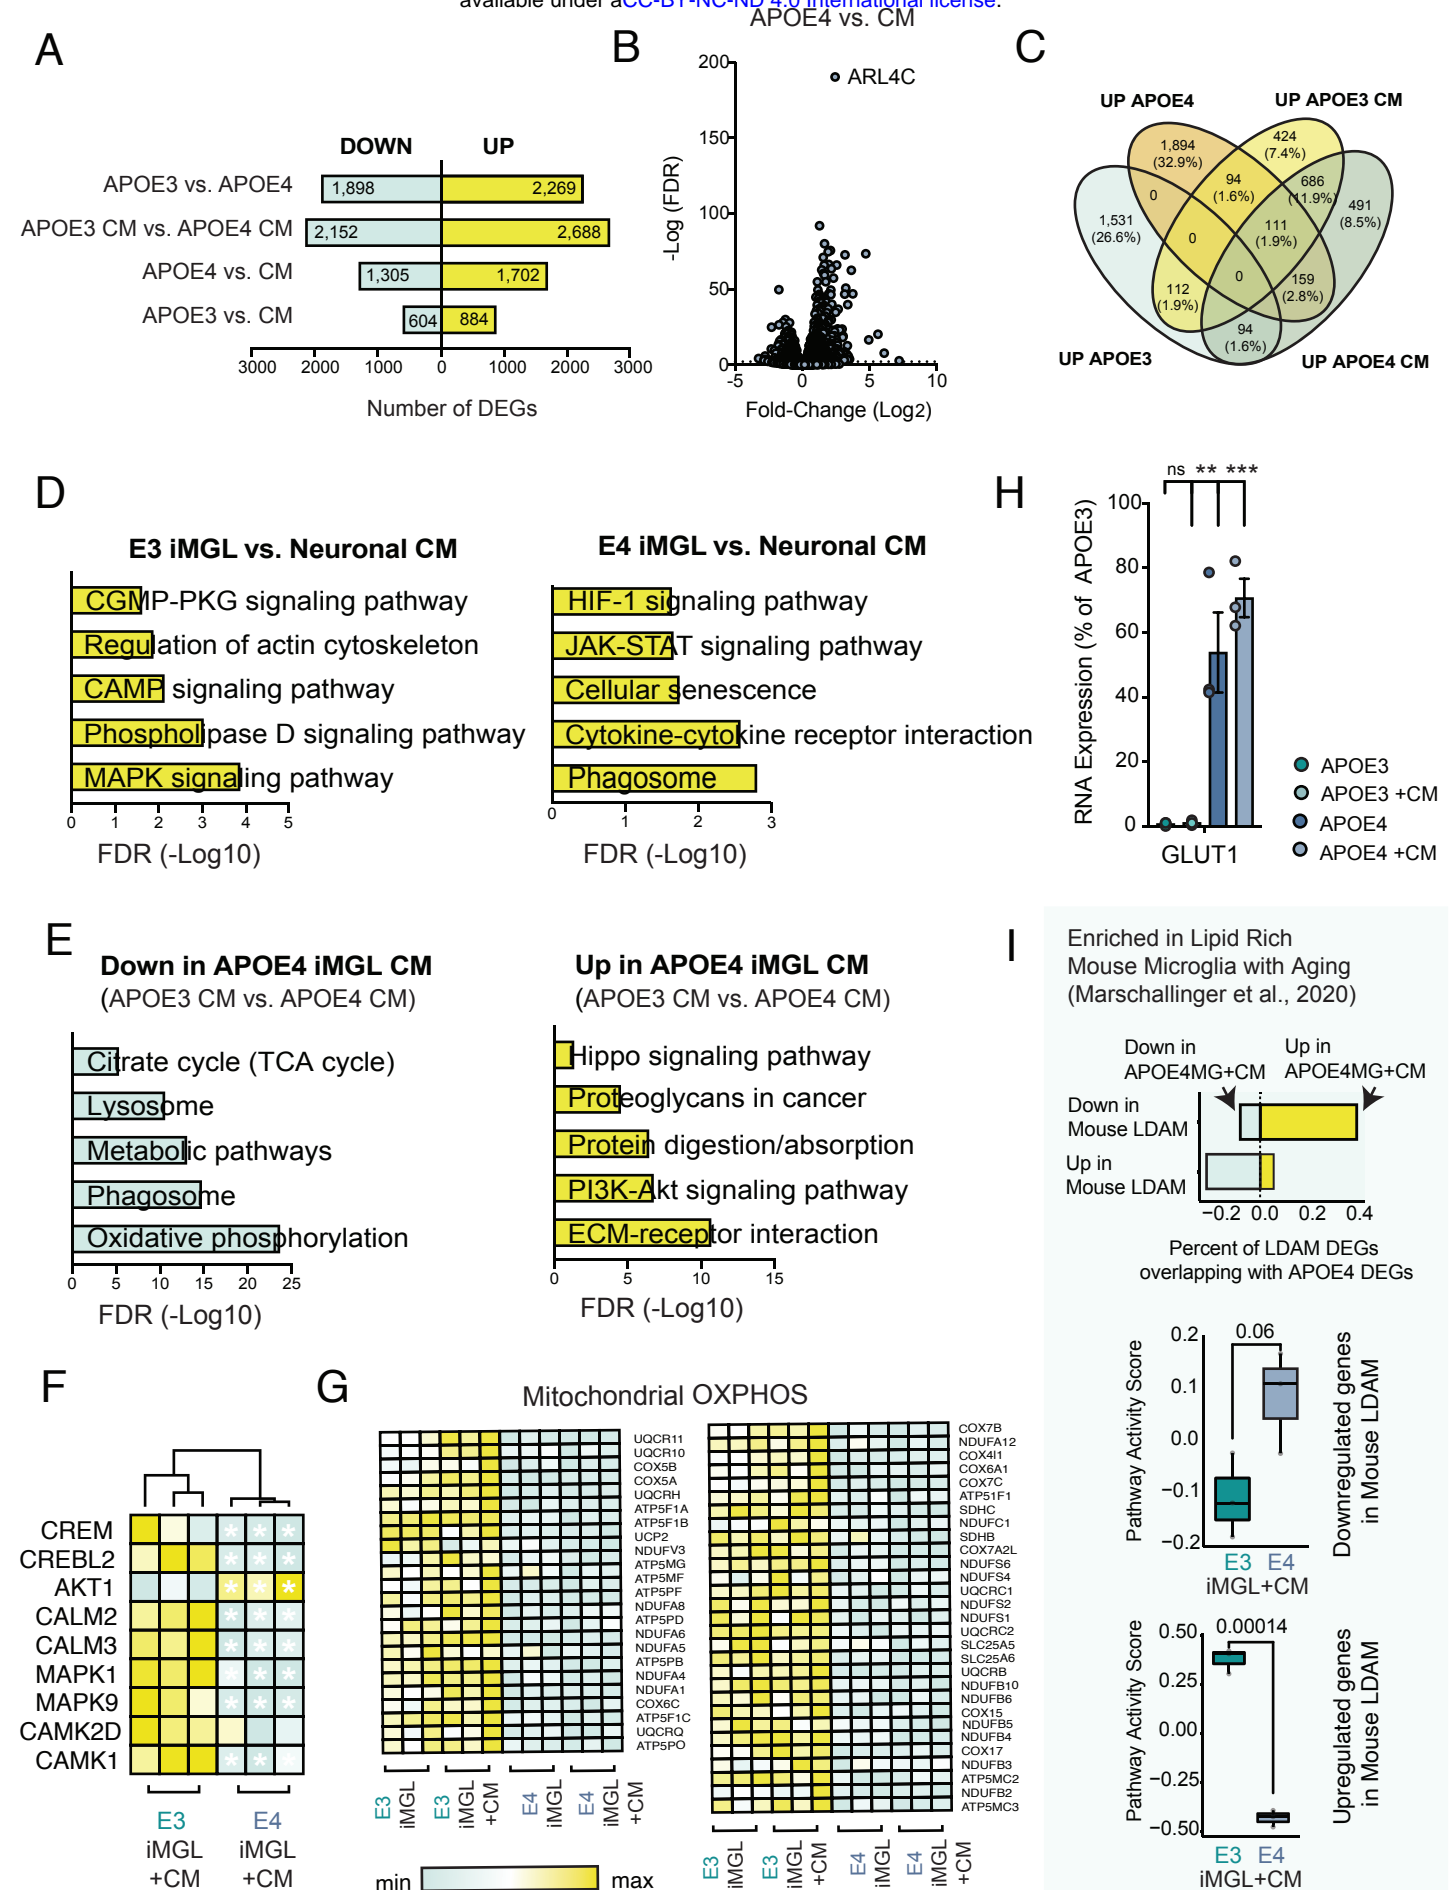 available under aCC-BY-NC-ND 4.0 International license.
A
DOWN UP
APOE3 vs. APOE4 1,898 2,269
APOE3 CM vs. APOE4 CM 2,152 2,688
APOE4 vs. CM 1,305 1,702
APOE3 vs. CM 604 884
3000 2000 1000 0 1000 2000 3000
Number of DEGs
B
APOE4 vs. CM
ARL4C
-Log (FDR)
200
150
100
50
0
-5 0 5 10
Fold-Change (Log2)
C
UP APOE4 UP APOE3 CM
1,894
(32.9%)
424
(7.4%)
0
94
(1.6%)
686
(11.9%)
1,531
(26.6%)
491
(8.5%)
0
111
(1.9%)
0
112
(1.9%)
159
(2.8%)
94
(1.6%)
UP APOE3 UP APOE4 CM
D
E3 iMGL vs. Neuronal CM
CGMP-PKG signaling pathway
Regulation of actin cytoskeleton
CAMP signaling pathway
Phospholipase D signaling pathway
MAPK signaling pathway
0 1 2 3 4 5
FDR (-Log10)
E4 iMGL vs. Neuronal CM
HIF-1 signaling pathway
JAK-STAT signaling pathway
Cellular senescence
Cytokine-cytokine receptor interaction
Phagosome
0 1 2 3
FDR (-Log10)
H
ns ** ***
RNA Expression (% of APOE3)
100
80
60
40
20
0
GLUT1
APOE3
APOE3 +CM
APOE4
APOE4 +CM
E
Down in APOE4 iMGL CM
(APOE3 CM vs. APOE4 CM)
Citrate cycle (TCA cycle)
Lysosome
Metabolic pathways
Phagosome
Oxidative phosphorylation
0 5 10 15 20 25
FDR (-Log10)
Up in APOE4 iMGL CM
(APOE3 CM vs. APOE4 CM)
Hippo signaling pathway
Proteoglycans in cancer
Protein digestion/absorption
PI3K-Akt signaling pathway
ECM-receptor interaction
0 5 10 15
FDR (-Log10)
F
CREM * * *
CREBL2 * * *
AKT1 * * *
CALM2 * * *
CALM3 * * *
MAPK1 * * *
MAPK9 * * *
CAMK2D
CAMK1 * * *
E3
iMGL
+CM
E4
iMGL
+CM
G
Mitochondrial OXPHOS
UQCR11
UQCR10
COX5B
COX5A
UQCRH
ATP5F1A
ATP5F1B
UCP2
NDUFV3
ATP5MG
ATP5MF
ATP5PF
NDUFA8
ATP5PD
NDUFA6
NDUFA5
ATP5PB
NDUFA4
NDUFA1
COX6C
ATP5F1C
UQCRQ
ATP5PO
E3
iMGL
E3
iMGL
+CM
E4
iMGL
E4
iMGL
+CM
min max
COX7B
NDUFA12
COX4I1
COX6A1
COX7C
ATP51F1
SDHC
NDUFC1
SDHB
COX7A2L
NDUFS6
NDUFS4
UQCRC1
NDUFS2
NDUFS1
UQCRC2
SLC25A5
SLC25A6
UQCRB
NDUFB10
NDUFB6
COX15
NDUFB5
NDUFB4
COX17
NDUFB3
ATP5MC2
NDUFB2
ATP5MC3
E3
iMGL
E3
iMGL
+CM
E4
iMGL
E4
iMGL
+CM
I
Enriched in Lipid Rich
Mouse Microglia with Aging
(Marschallinger et al., 2020)
Down in
APOE4MG+CM
Up in
APOE4MG+CM
Down in
Mouse LDAM
Up in
Mouse LDAM
−0.2 0.0 0.2 0.4
Percent of LDAM DEGs
overlapping with APOE4 DEGs
Pathway Activity Score
0.2
0.1
0.0
−0.1
−0.2
0.06
E3 E4
iMGL+CM
Downregulated genes
in Mouse LDAM
Pathway Activity Score
0.50
0.25
0.00
−0.25
−0.50
0.00014
E3 E4
iMGL+CM
Upregulated genes
in Mouse LDAM